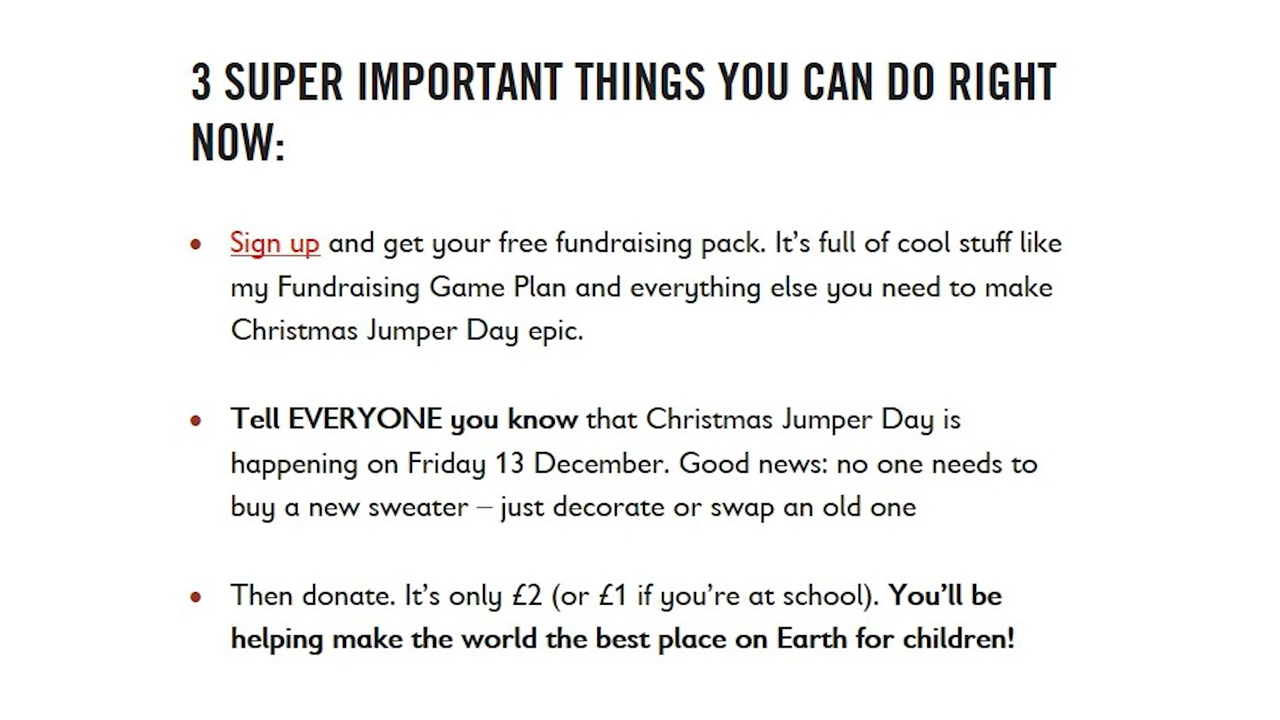 3 SUPER IMPORTANT THINGS YOU CAN DO RIGHT
NOW:
Sign up and get your free fundraising pack. It’s full of cool stuff like
my Fundraising Game Plan and everything else you need to make
Christmas Jumper Day epic.
Tell EVERYONE you know that Christmas Jumper Day is
happening on Friday 13 December. Good news: no one needs to
buy a new sweater – just decorate or swap an old one
Then donate. It’s only £2 (or £1 if you’re at school). You’ll be
helping make the world the best place on Earth for children!